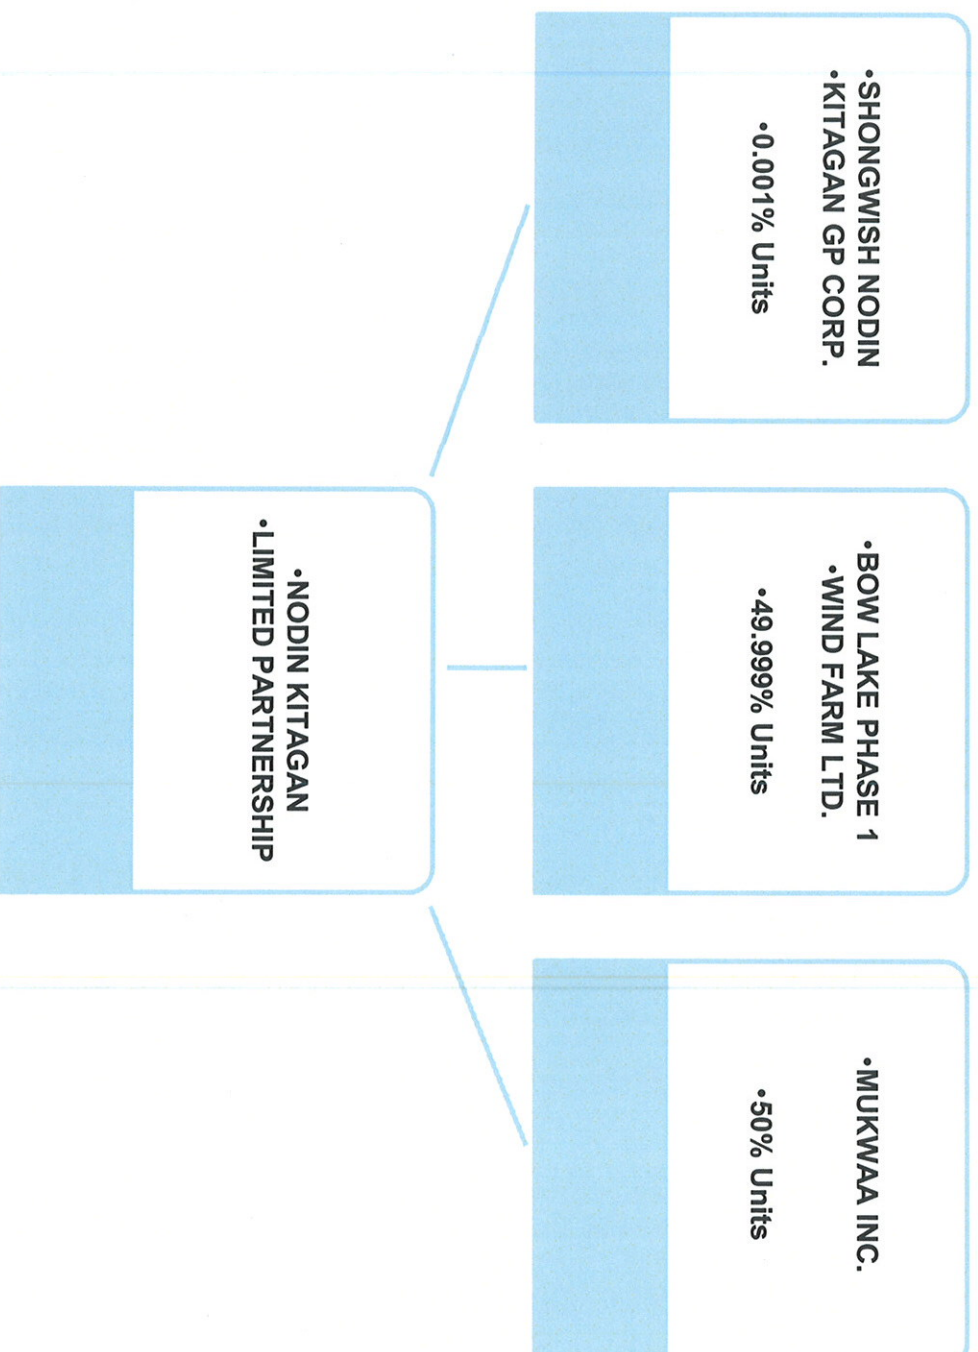 •SHONGWISH NODIN
•KITAGAN GP CORP.
•0.001% Units
•BOW LAKE PHASE 1
•WIND FARM LTD.
•49.999% Units
•MUKWAA INC.
•50% Units
•NODIN KITAGAN
•LIMITED PARTNERSHIP